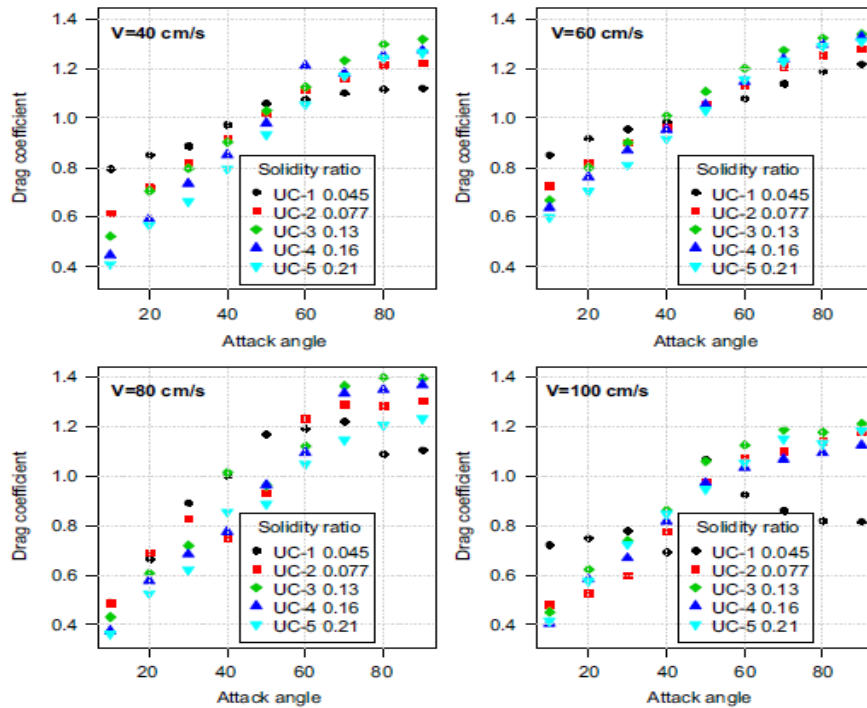 V=40 cm/s
Drag coefficient
1.4
1.2
1.0
0.8
0.6
0.4
Solidity ratio
UC-1 0.045
UC-2 0.077
UC-3 0.13
UC-4 0.16
UC-5 0.21
20 40 60 80
Attack angle
V=60 cm/s
Drag coefficient
1.4
1.2
1.0
0.8
0.6
0.4
Solidity ratio
UC-1 0.045
UC-2 0.077
UC-3 0.13
UC-4 0.16
UC-5 0.21
20 40 60 80
Attack angle
V=80 cm/s
Drag coefficient
1.4
1.2
1.0
0.8
0.6
0.4
Solidity ratio
UC-1 0.045
UC-2 0.077
UC-3 0.13
UC-4 0.16
UC-5 0.21
20 40 60 80
Attack angle
V=100 cm/s
Drag coefficient
1.4
1.2
1.0
0.8
0.6
0.4
Solidity ratio
UC-1 0.045
UC-2 0.077
UC-3 0.13
UC-4 0.16
UC-5 0.21
20 40 60 80
Attack angle